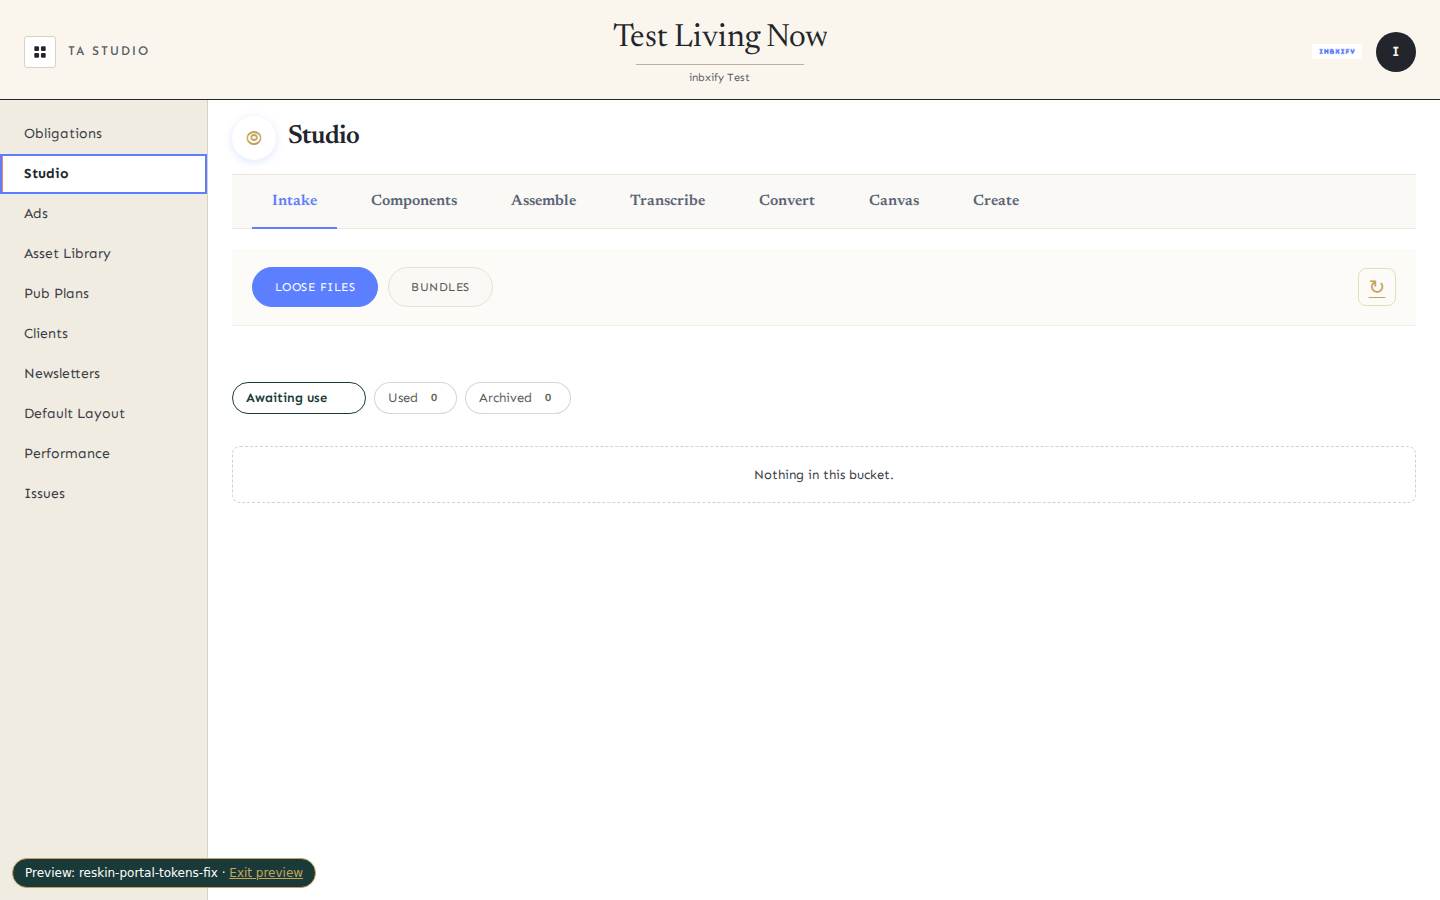 TA STUDIO
Test Living Now
inbxify Test
INBXIFY
I
Obligations
Studio
Ads
Asset Library
Pub Plans
Clients
Newsletters
Default Layout
Performance
Issues
Studio
Intake Components Assemble Transcribe Convert Canvas Create
LOOSE FILES BUNDLES
Awaiting use Used 0 Archived 0
Nothing in this bucket.
Preview: reskin-portal-tokens-fix · Exit preview